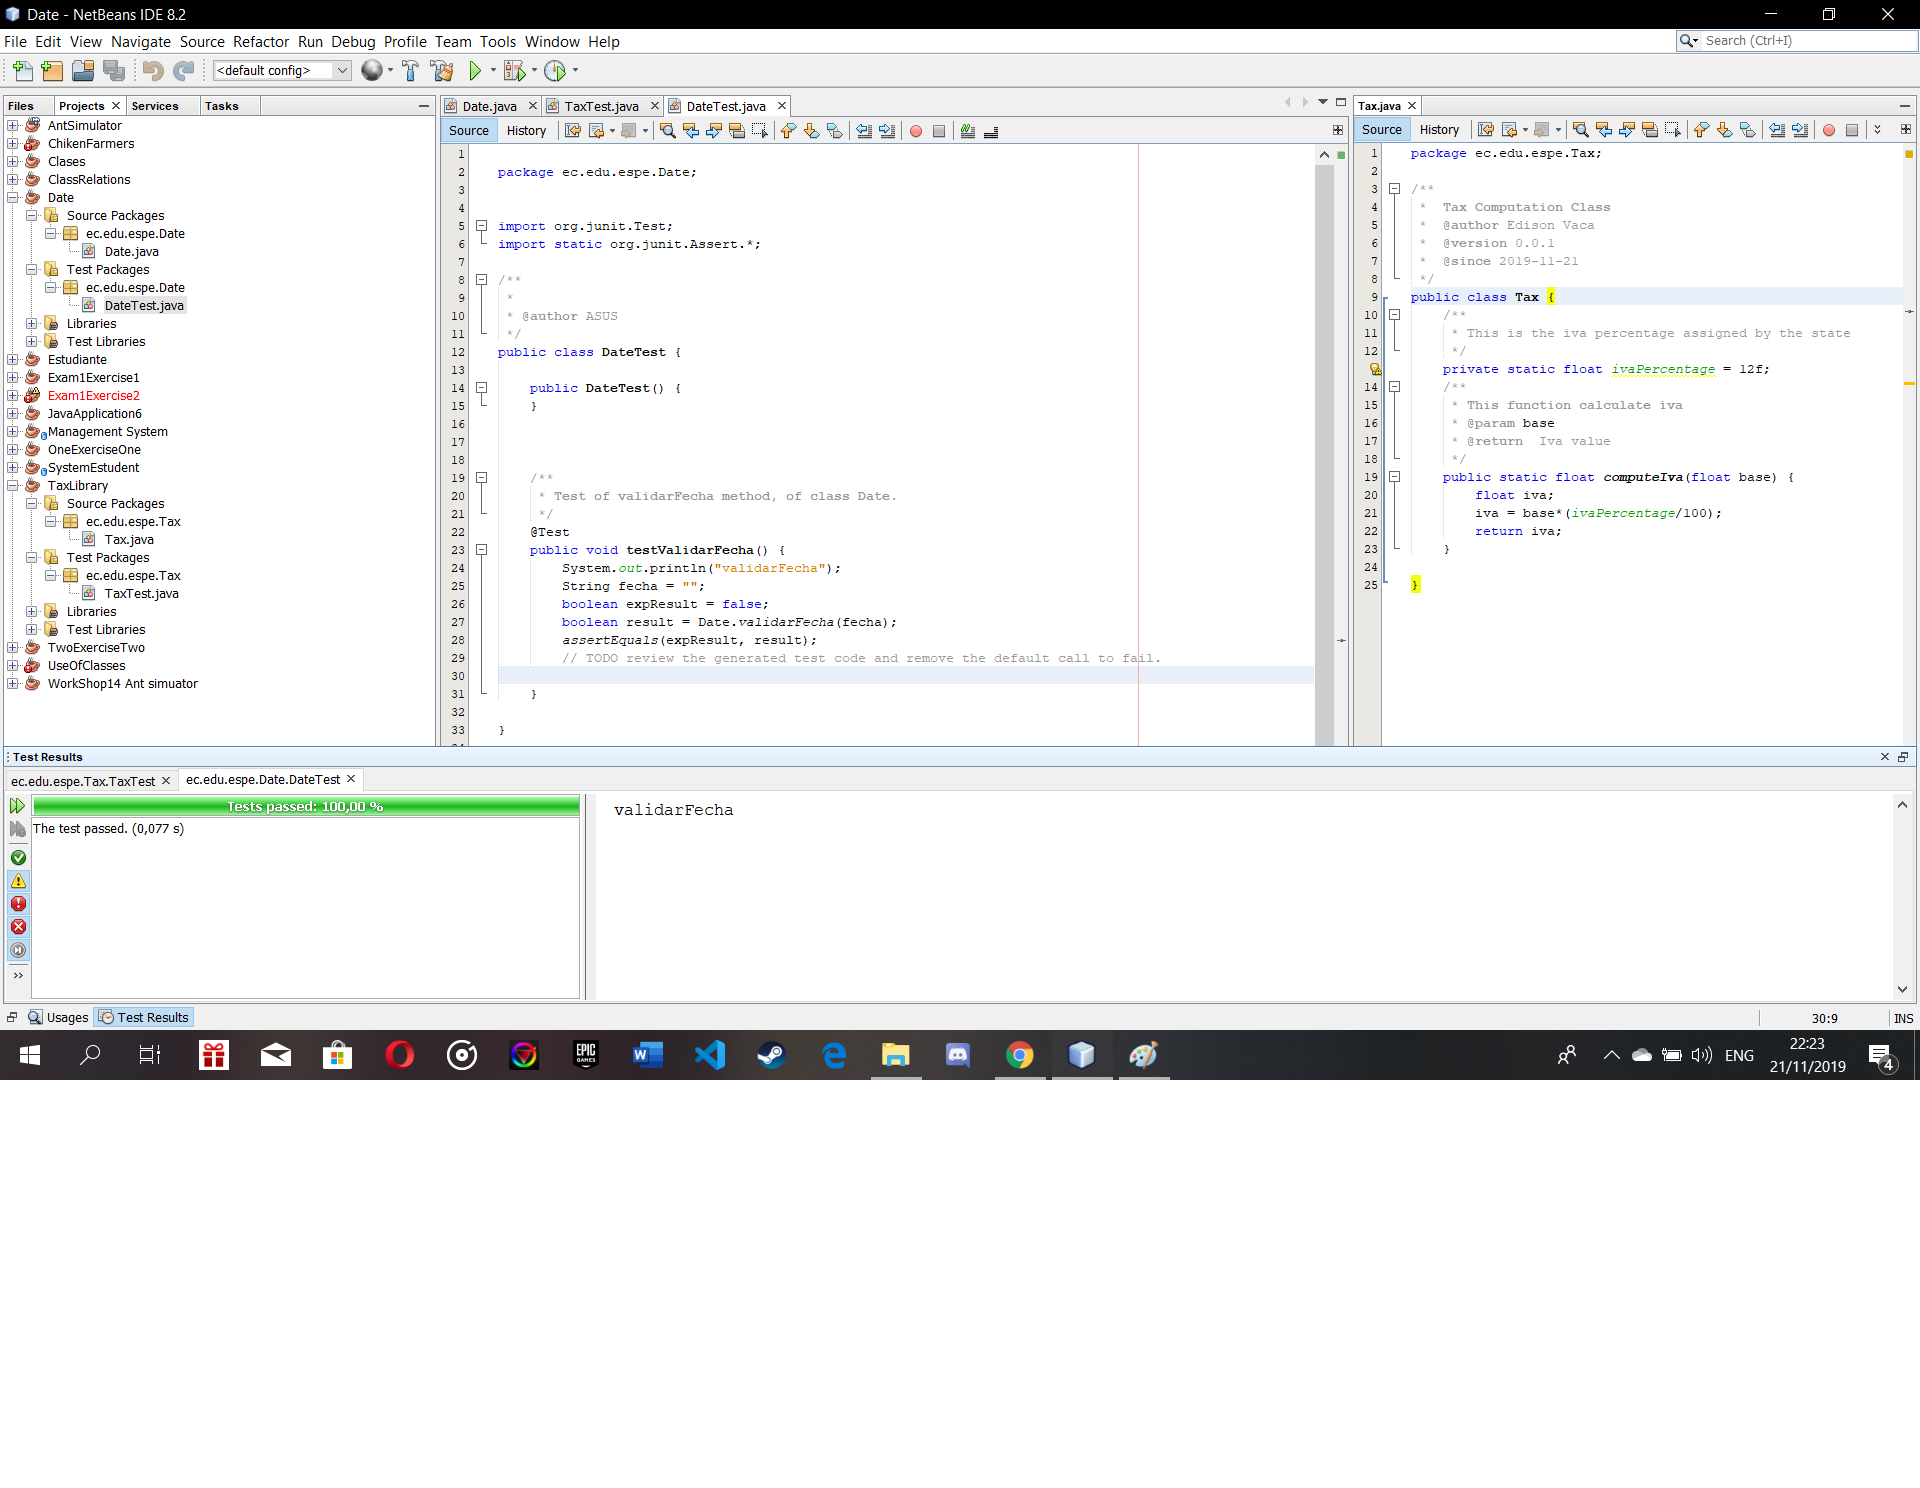 Date - NetBeans IDE 8.2
File Edit View Navigate Source Refactor Run Debug Profile Team Tools Window Help
Search (Ctrl+I)
<default config>
Files Projects Services Tasks
AntSimulator
ChikenFarmers
Clases
ClassRelations
Date
Source Packages
ec.edu.espe.Date
Date.java
Test Packages
ec.edu.espe.Date
DateTest.java
Libraries
Test Libraries
Estudiante
Exam1Exercise1
Exam1Exercise2
JavaApplication6
Management System
OneExerciseOne
SystemEstudent
TaxLibrary
Source Packages
ec.edu.espe.Tax
Tax.java
Test Packages
ec.edu.espe.Tax
TaxTest.java
Libraries
Test Libraries
TwoExerciseTwo
UseOfClasses
WorkShop14 Ant simuator
Date.java TaxTest.java DateTest.java
Source History
1
2 package ec.edu.espe.Date;
3
4
5 import org.junit.Test;
6 import static org.junit.Assert.*;
7
8 /**
9 *
10 * @author ASUS
11 */
12 public class DateTest {
13
14 public DateTest() {
15 }
16
17
18
19 /**
20 * Test of validarFecha method, of class Date.
21 */
22 @Test
23 public void testValidarFecha() {
24 System.out.println("validarFecha");
25 String fecha = "";
26 boolean expResult = false;
27 boolean result = Date.validarFecha(fecha);
28 assertEquals(expResult, result);
29 // TODO review the generated test code and remove the default call to fail.
30
31 }
32
33 }
Tax.java
Source History
1 package ec.edu.espe.Tax;
2
3 /**
4 * Tax Computation Class
5 * @author Edison Vaca
6 * @version 0.0.1
7 * @since 2019-11-21
8 */
9 public class Tax {
10 /**
11 * This is the iva percentage assigned by the state
12 */
private static float ivaPercentage = 12f;
14 /**
15 * This function calculate iva
16 * @param base
17 * @return Iva value
18 */
19 public static float computeIva(float base) {
20 float iva;
21 iva = base*(ivaPercentage/100);
22 return iva;
23 }
24
25 }
Test Results
ec.edu.espe.Tax.TaxTest ec.edu.espe.Date.DateTest
Tests passed: 100,00 %
The test passed. (0,077 s)
validarFecha
Usages Test Results
30:9 INS
EPIC GAMES
ENG
22:23
21/11/2019
4